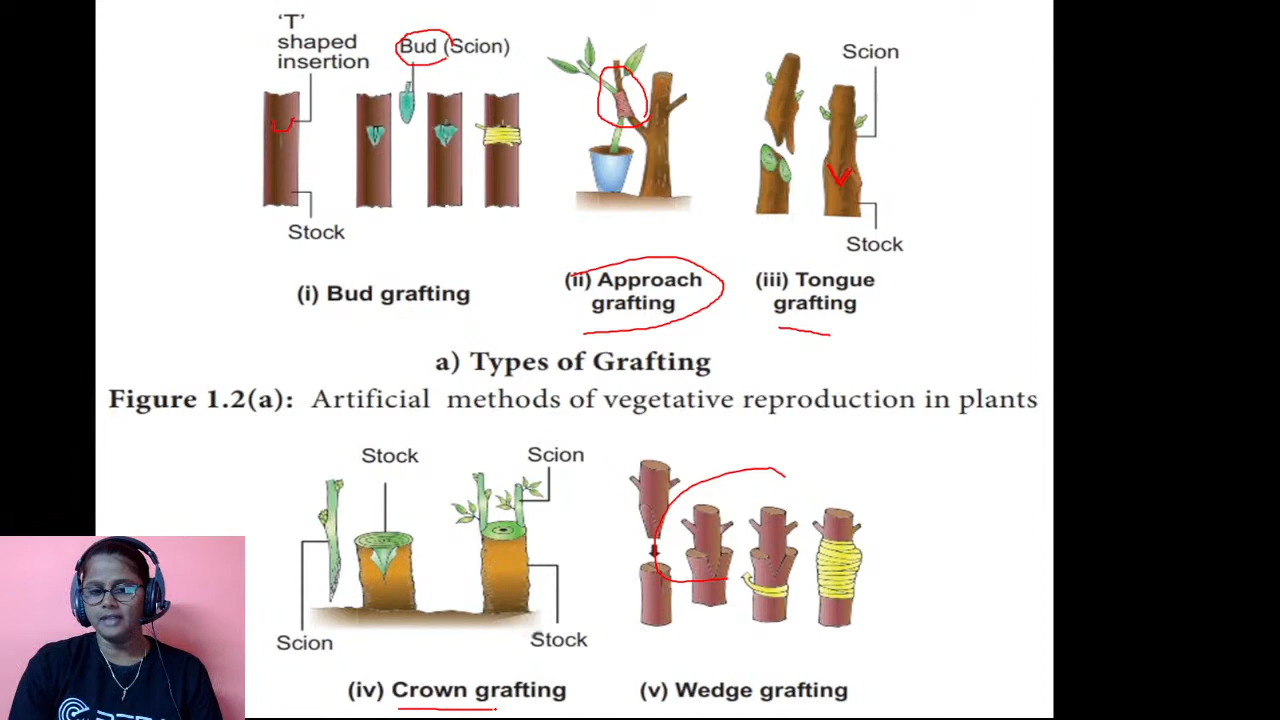 ‘T’
shaped
insertion
Bud (Scion)
Stock
(i) Bud grafting
(ii) Approach
grafting
Scion
Stock
(iii) Tongue
grafting
a) Types of Grafting
Figure 1.2(a): Artificial methods of vegetative reproduction in plants
Stock
Scion
Scion
Stock
(iv) Crown grafting
(v) Wedge grafting